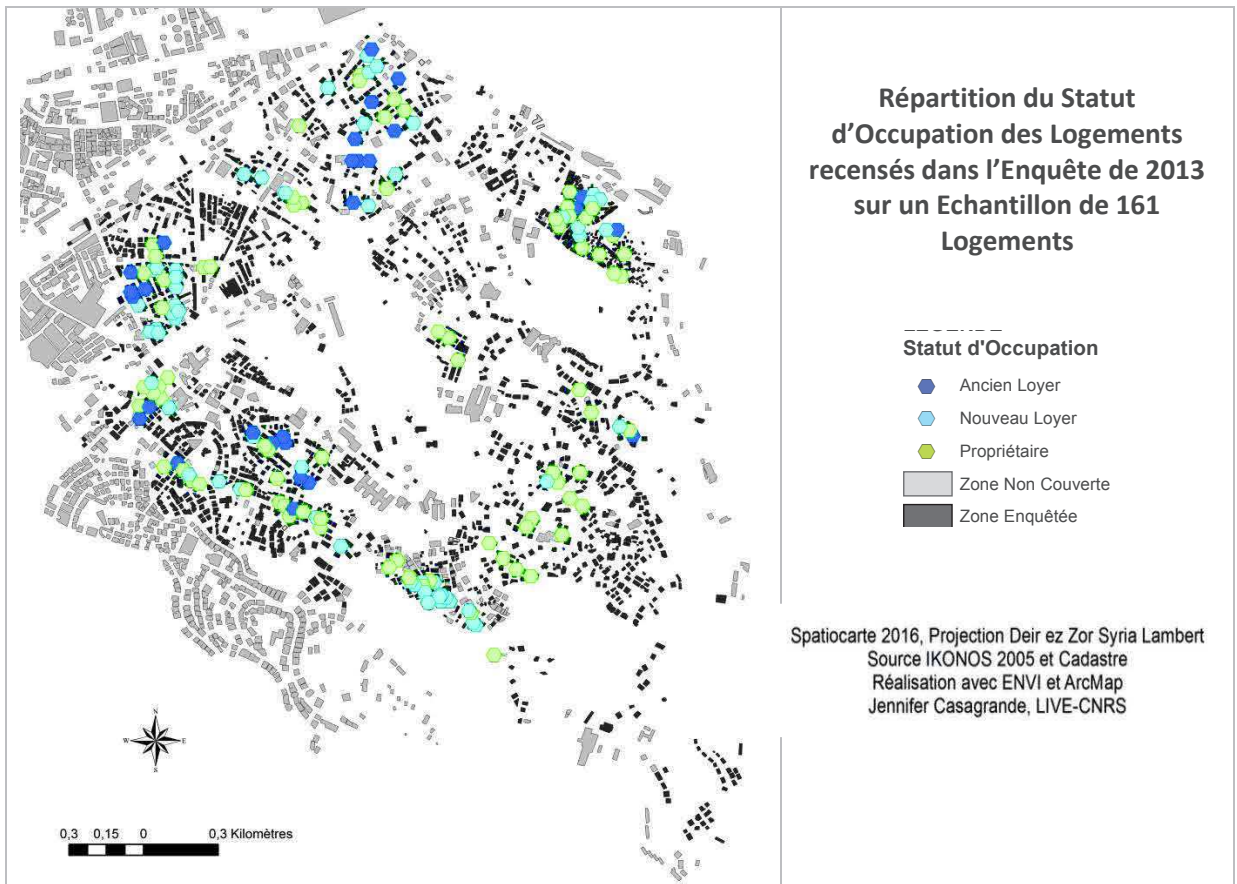 Répartition du Statut
d’Occupation des Logements
recensés dans l’Enquête de 2013
sur un Echantillon de 161
Logements
Statut d'Occupation
Ancien Loyer
Nouveau Loyer
Propriétaire
Zone Non Couverte
Zone Enquêtée
Spatiocarte 2016, Projection Deir ez Zor Syria Lambert
Source IKONOS 2005 et Cadastre
Réalisation avec ENVI et ArcMap
Jennifer Casagrande, LIVE-CNRS
N
W E
S
0,3 0,15 0 0,3 Kilomètres